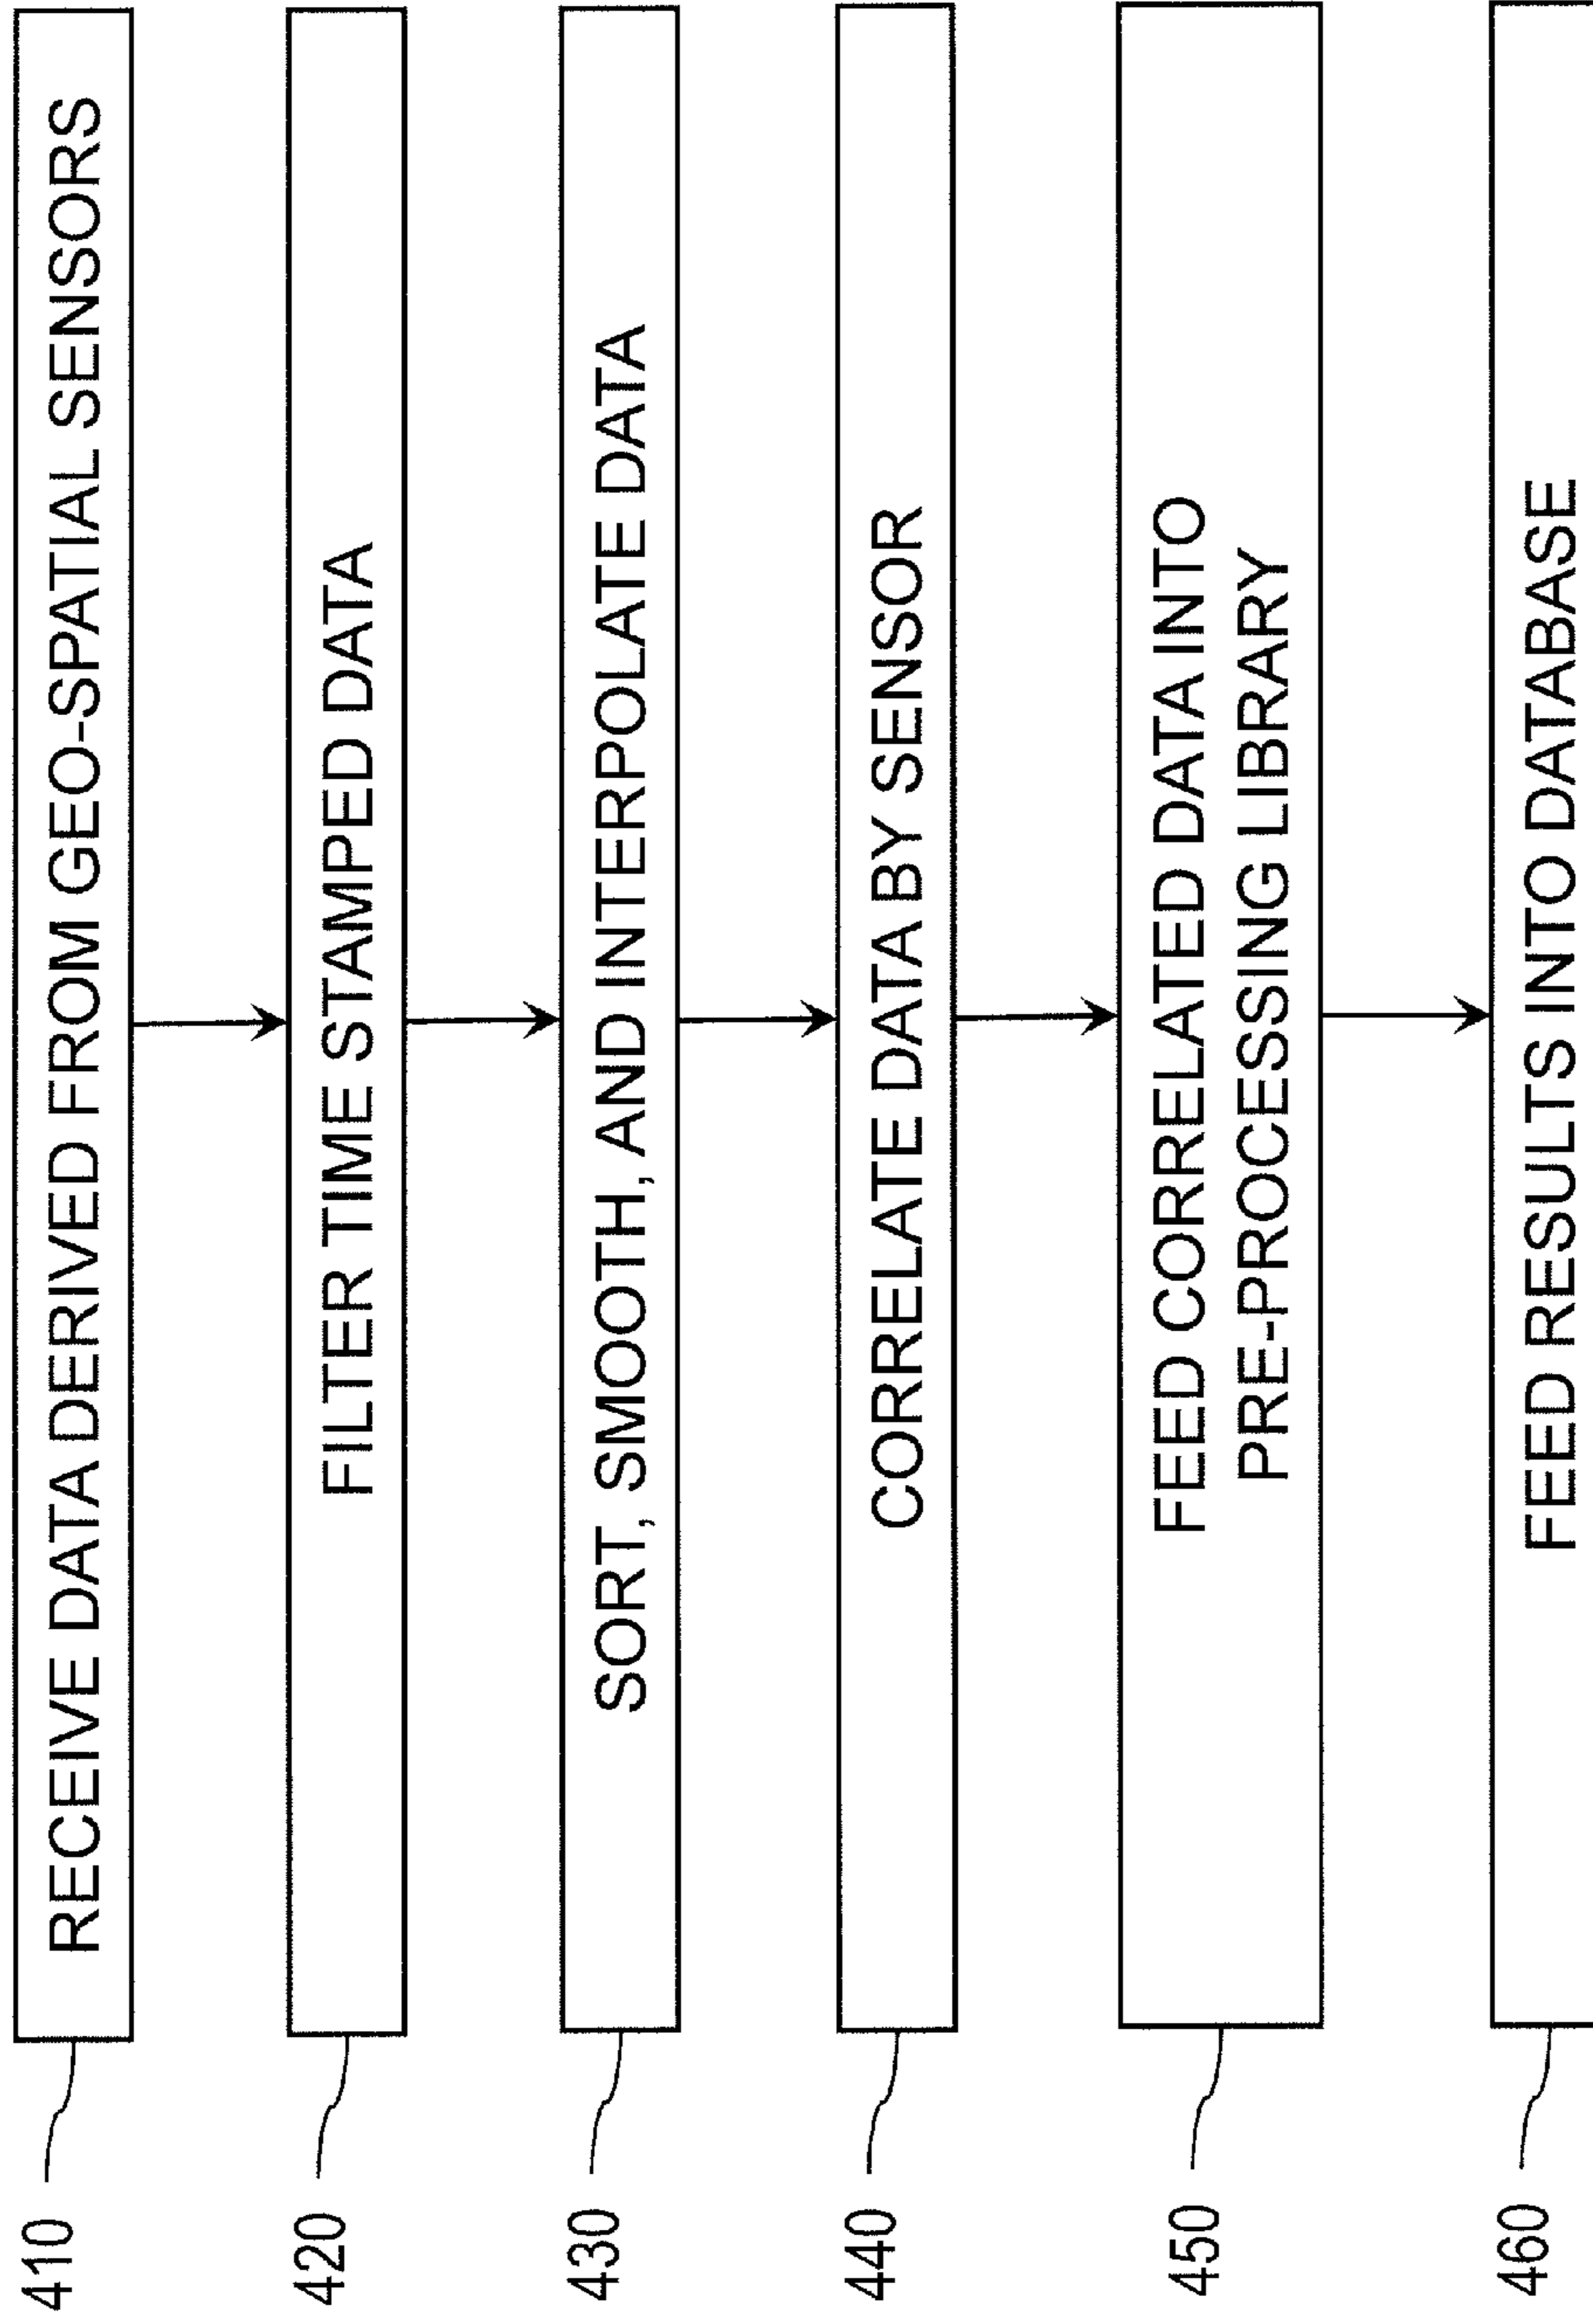 410
RECEIVE DATA DERIVED FROM GEO-SPATIAL SENSORS
420
FILTER TIME STAMPED DATA
430
SORT, SMOOTH, AND INTERPOLATE DATA
440
CORRELATE DATA BY SENSOR
450
FEED CORRELATED DATA INTO
PRE-PROCESSING LIBRARY
460
FEED RESULTS INTO DATABASE